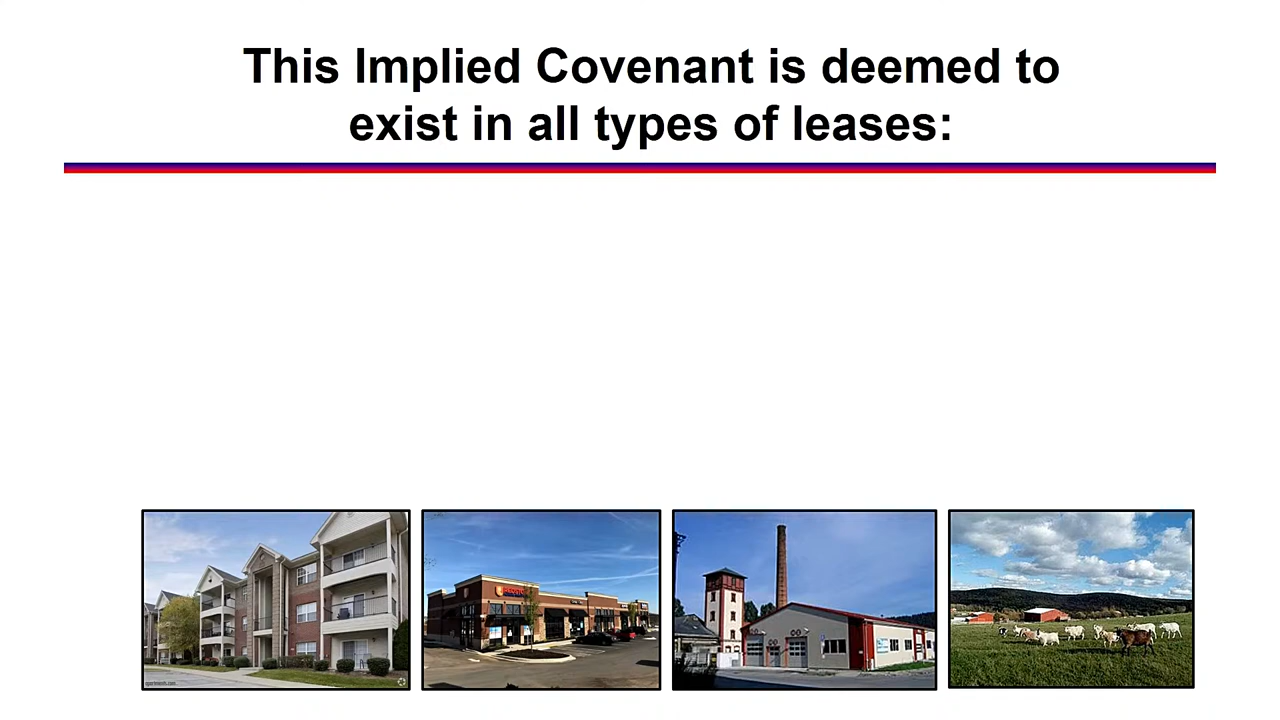 This Implied Covenant is deemed to
exist in all types of leases: